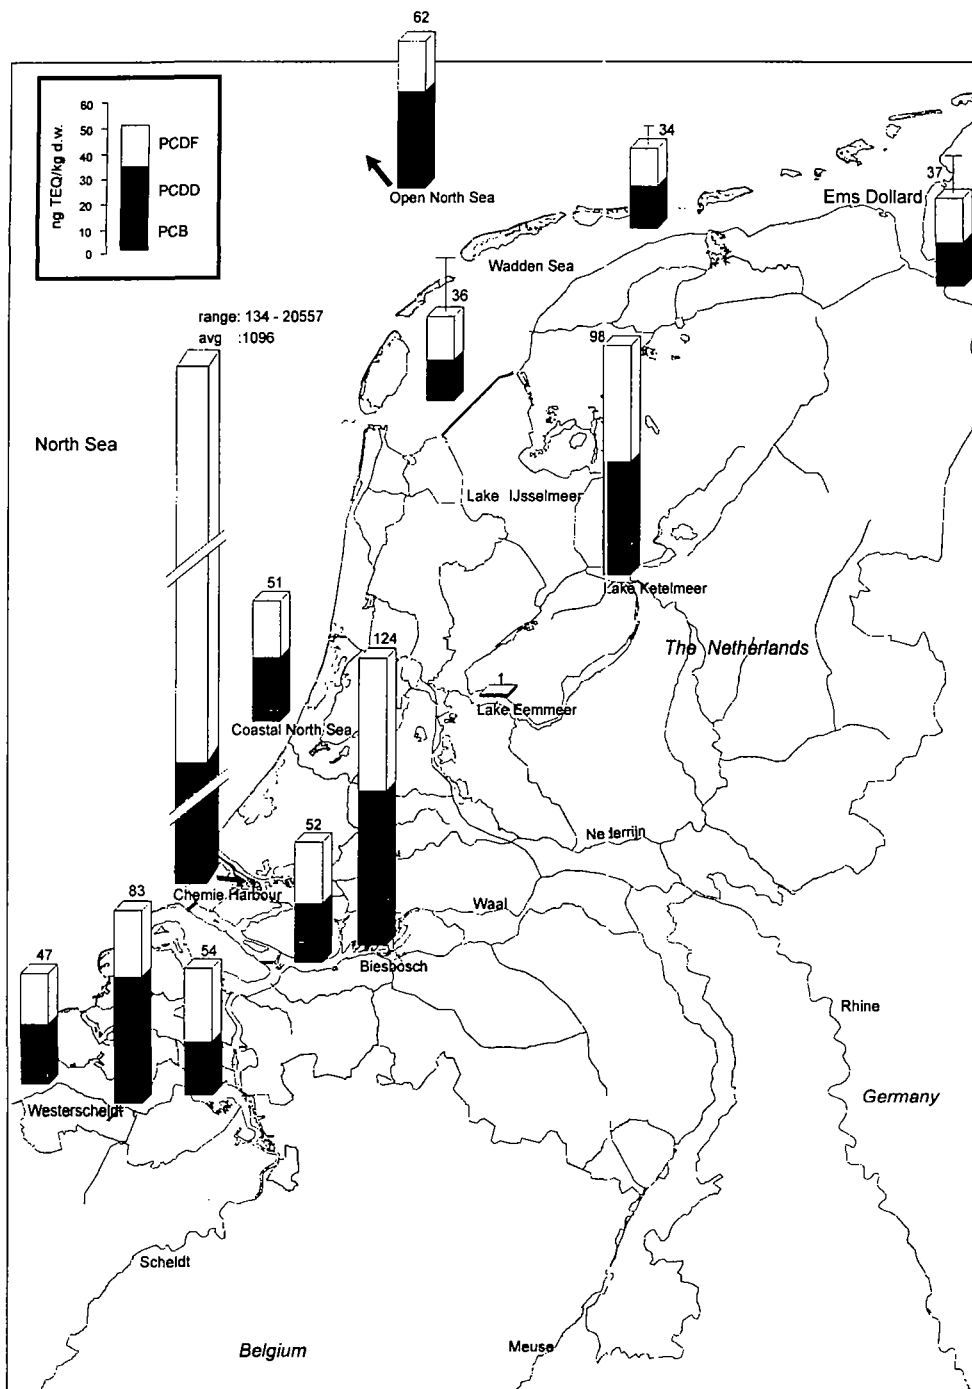 62
60
50
40
30
20
10
0
ng TEQ/kg d.w.
PCDF
PCDD
PCB
34
37
Open North Sea
Ems Dollard
Wadden Sea
36
range: 134 - 20557
avg :1096
98
North Sea
Lake IJsselmeer
Lake Ketelmeer
51
124
The Netherlands
1
Lake Eemmeer
Coastal North Sea
52
Nederrijn
Chemie Harbour
83
Waal
47
54
Biesbosch
Rhine
Westerscheldt
Germany
Scheldt
Belgium
Meuse